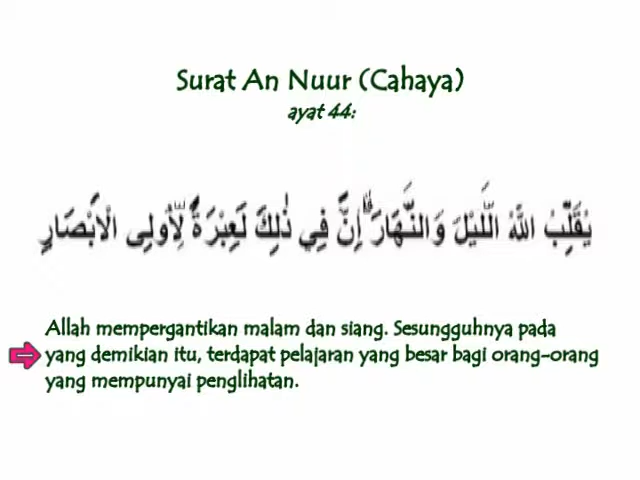 Surat An Nuur (Cahaya)
ayat 44:
يُقَلِّبُ اللَّهُ اللَّيْلَ وَالنَّهَارَ ۚ إِنَّ فِي ذَٰلِكَ لَعِبْرَةً لِّأُولِي الْأَبْصَارِ
Allah mempergantikan malam dan siang. Sesungguhnya pada
yang demikian itu, terdapat pelajaran yang besar bagi orang-orang
yang mempunyai penglihatan.